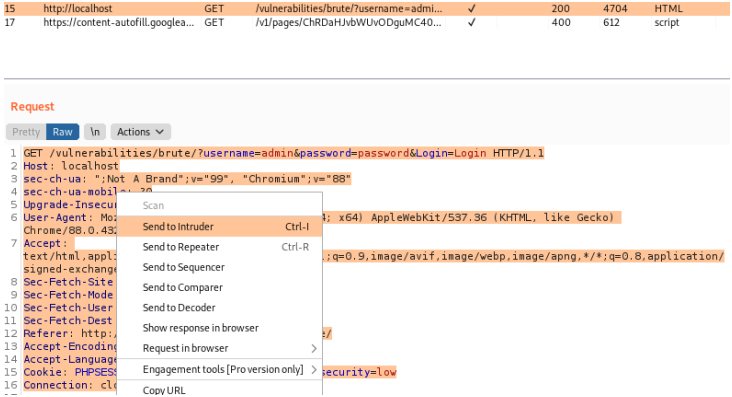 15 http://localhost GET /vulnerabilities/brute/?username=admi... ✓ 200 4704 HTML
17 https://content-autofill.googlea... GET /v1/pages/ChRDaHJvbWUvODguMC40... ✓ 400 612 script
Request
Pretty Raw \n Actions
1 GET /vulnerabilities/brute/?username=admin&password=password&Login=Login HTTP/1.1
2 Host: localhost
3 sec-ch-ua: ";Not A Brand";v="99", "Chromium";v="88"
4 sec-ch-ua-mobile: ?0
Scan
5 Upgrade-Insecur
Send to Intruder Ctrl-I
6 User-Agent: Moz 4; x64) AppleWebKit/537.36 (KHTML, like Gecko)
Chrome/88.0.432
Send to Repeater Ctrl-R
7 Accept:
text/html,appli .;q=0.9,image/avif,image/webp,image/apng,*/*;q=0.8,application/
signed-exchange
Send to Sequencer
8 Sec-Fetch-Site
Send to Comparer
9 Sec-Fetch-Mode
10 Sec-Fetch-User
Send to Decoder
11 Sec-Fetch-Dest
Show response in browser
12 Referer: http: e/
13 Accept-Encoding
Request in browser
14 Accept-Language
15 Cookie: PHPSESS security=low
Engagement tools [Pro version only]
16 Connection: clo
Copy URL